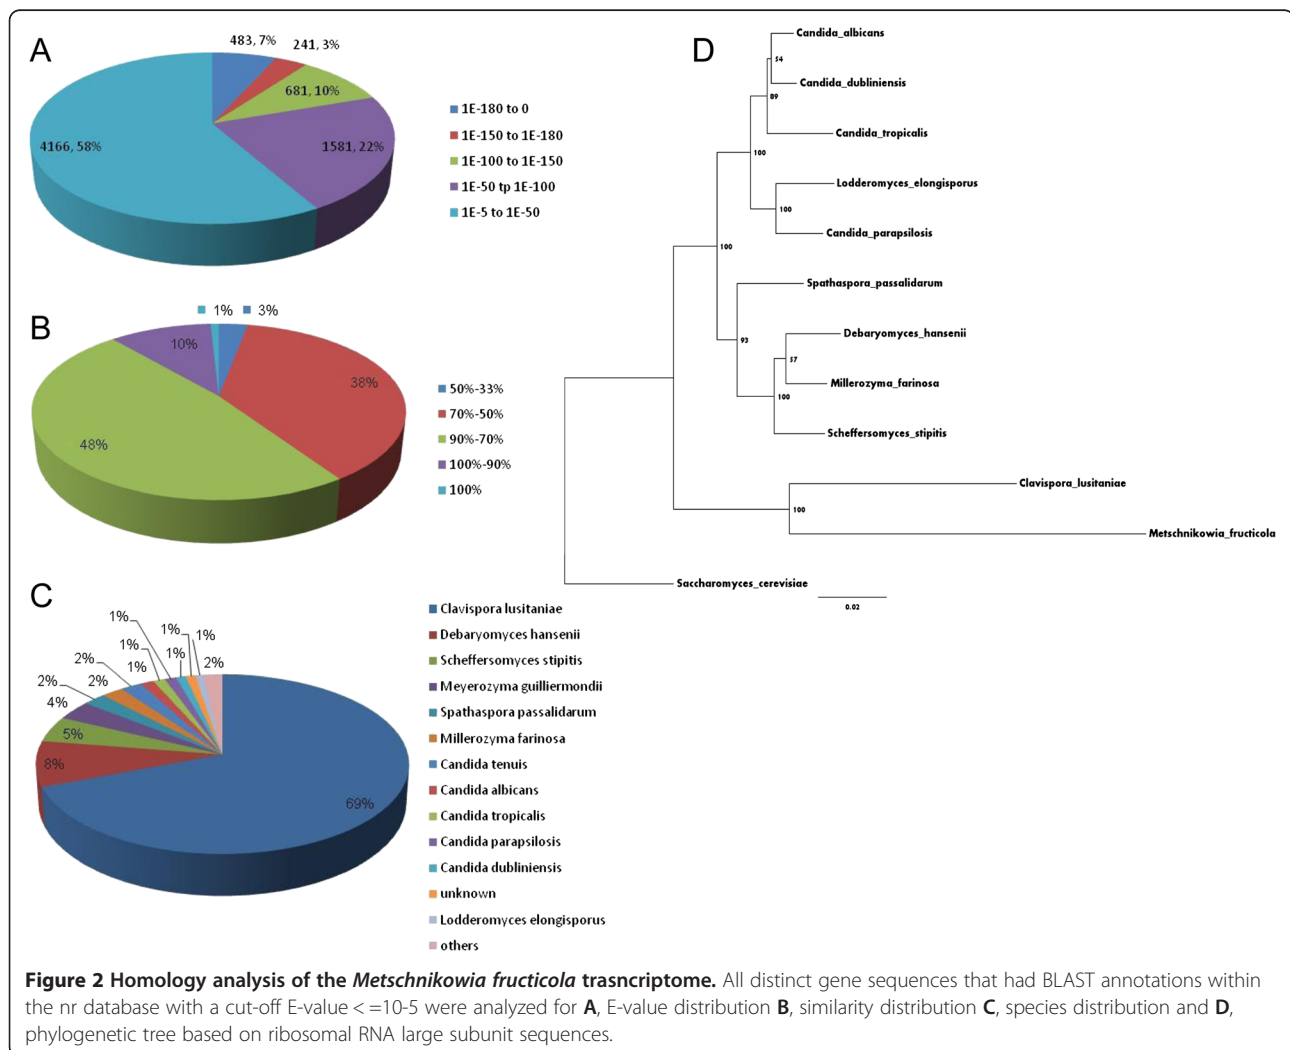 A
483, 7%
241, 3%
681, 10%
1581, 22%
4166, 58%
1E-180 to 0
1E-150 to 1E-180
1E-100 to 1E-150
1E-50 tp 1E-100
1E-5 to 1E-50
B
1%
3%
10%
38%
48%
50%-33%
70%-50%
90%-70%
100%-90%
100%
C
1%
1%
1%
1%
2%
1%
1%
2%
2%
2%
4%
5%
8%
69%
Clavispora lusitaniae
Debaryomyces hansenii
Scheffersomyces stipitis
Meyerozyma guilliermondii
Spathaspora passalidarum
Millerozyma farinosa
Candida tenuis
Candida albicans
Candida tropicalis
Candida parapsilosis
Candida dubliniensis
unknown
Lodderomyces elongisporus
others
D
Candida_albicans
54
Candida_dubliniensis
89
Candida_tropicalis
100
Lodderomyces_elongisporus
100
Candida_parapsilosis
100
Spathaspora_passalidarum
93
Debaryomyces_hansenii
57
Millerozyma_farinosa
100
Scheffersomyces_stipitis
Clavispora_lusitaniae
100
Metschnikowia_fructicola
Saccharomyces_cerevisiae
0.02
Figure 2 Homology analysis of the Metschnikowia fructicola trasncriptome. All distinct gene sequences that had BLAST annotations within
the nr database with a cut-off E-value < =10-5 were analyzed for A, E-value distribution B, similarity distribution C, species distribution and D,
phylogenetic tree based on ribosomal RNA large subunit sequences.